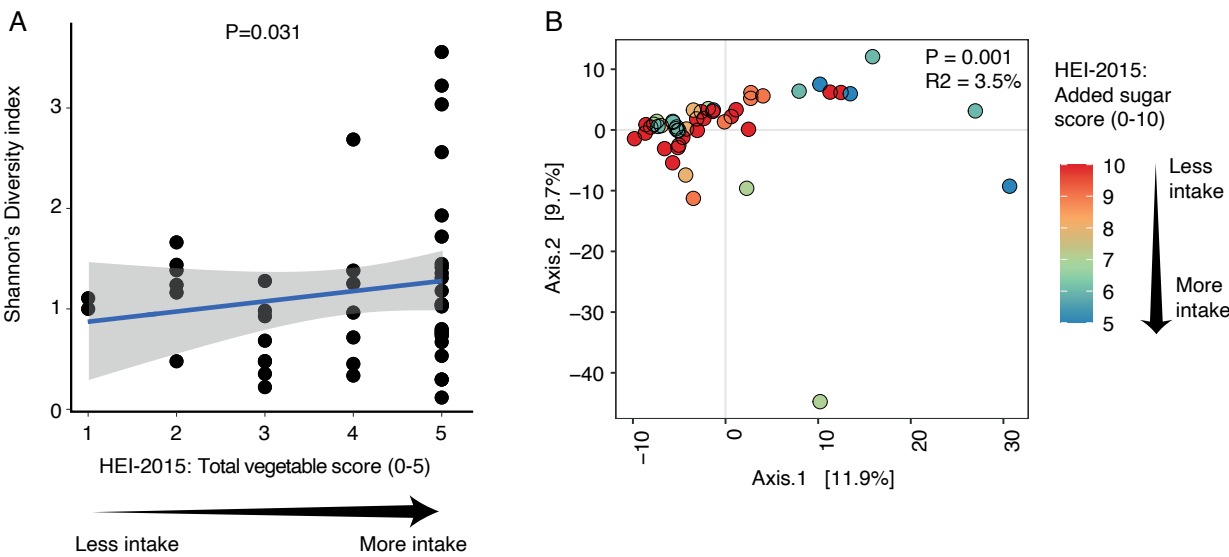 A
P=0.031
Shannon's Diversity index
3
2
1
0
1 2 3 4 5
HEI-2015: Total vegetable score (0-5)
Less intake More intake
B
P = 0.001
R2 = 3.5%
Axis.2 [9.7%]
10
0
−10
−20
−30
−40
−10 0 10 20 30
Axis.1 [11.9%]
HEI-2015:
Added sugar
score (0-10)
10
9
8
7
6
5
Less
intake
More
intake